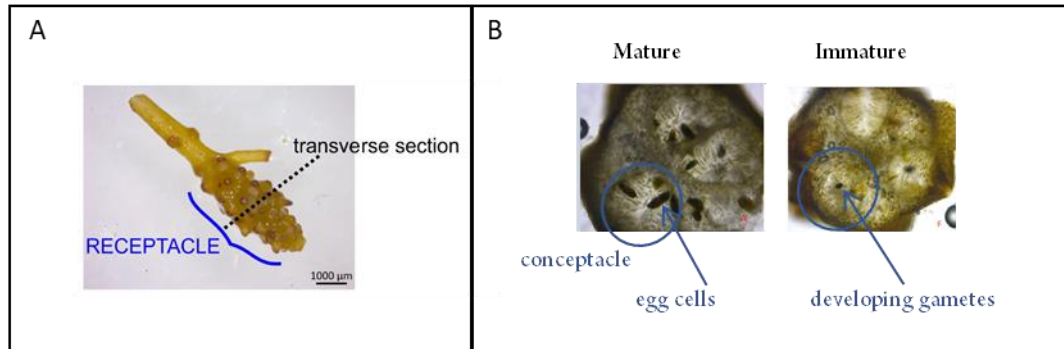 A
transverse section
RECEPTACLE
1000 µm
B
Mature
Immature
conceptacle
egg cells
developing gametes